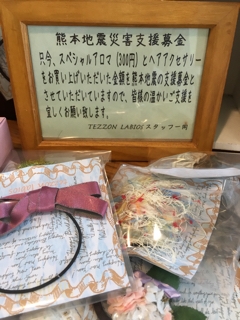 熊本地震災害支援募金
只今、スペシャルアロマ(300円)とヘアアクセサリー
をお買い上げいただいた金額を熊本地震の支援募金と
させていただいていますので、皆様の温かいご支援を
宜しくお願い致します。
TEZZON LABIOS スタッフ一同